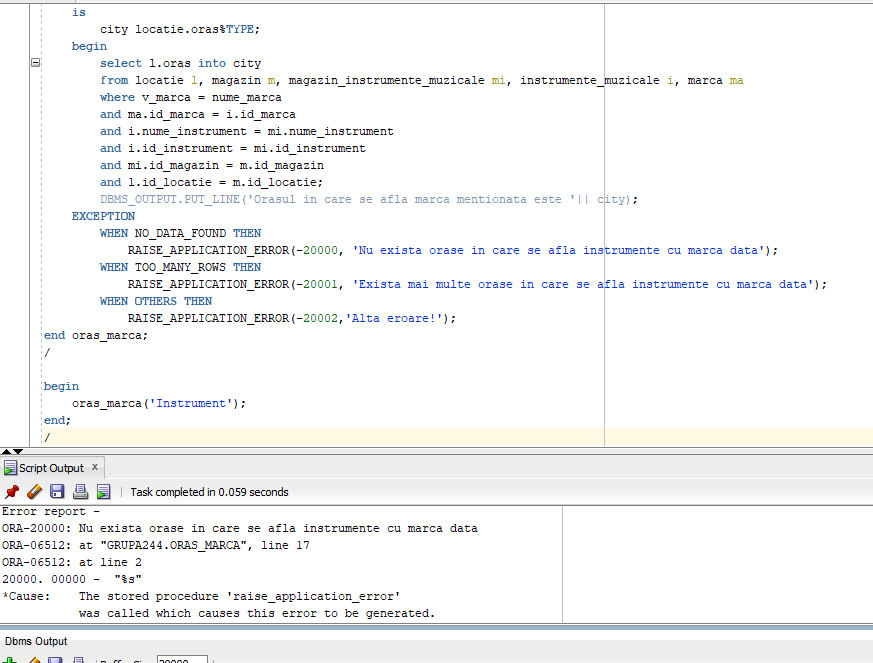 is
city locatie.oras%TYPE;
begin
select l.oras into city
from locatie l, magazin m, magazin_instrumente_muzicale mi, instrumente_muzicale i, marca ma
where v_marca = nume_marca
and ma.id_marca = i.id_marca
and i.nume_instrument = mi.nume_instrument
and i.id_instrument = mi.id_instrument
and mi.id_magazin = m.id_magazin
and l.id_locatie = m.id_locatie;
DBMS_OUTPUT.PUT_LINE('Orasul in care se afla marca mentionata este '|| city);
EXCEPTION
WHEN NO_DATA_FOUND THEN
RAISE_APPLICATION_ERROR(-20000, 'Nu exista orase in care se afla instrumente cu marca data');
WHEN TOO_MANY_ROWS THEN
RAISE_APPLICATION_ERROR(-20001, 'Exista mai multe orase in care se afla instrumente cu marca data');
WHEN OTHERS THEN
RAISE_APPLICATION_ERROR(-20002,'Alta eroare!');
end oras_marca;
/
begin
oras_marca('Instrument');
end;
/
Script Output x
Task completed in 0.059 seconds
Error report -
ORA-20000: Nu exista orase in care se afla instrumente cu marca data
ORA-06512: at "GRUPA244.ORAS_MARCA", line 17
ORA-06512: at line 2
20000. 00000 - "%s"
*Cause: The stored procedure 'raise_application_error'
was called which causes this error to be generated.
Dbms Output
20000